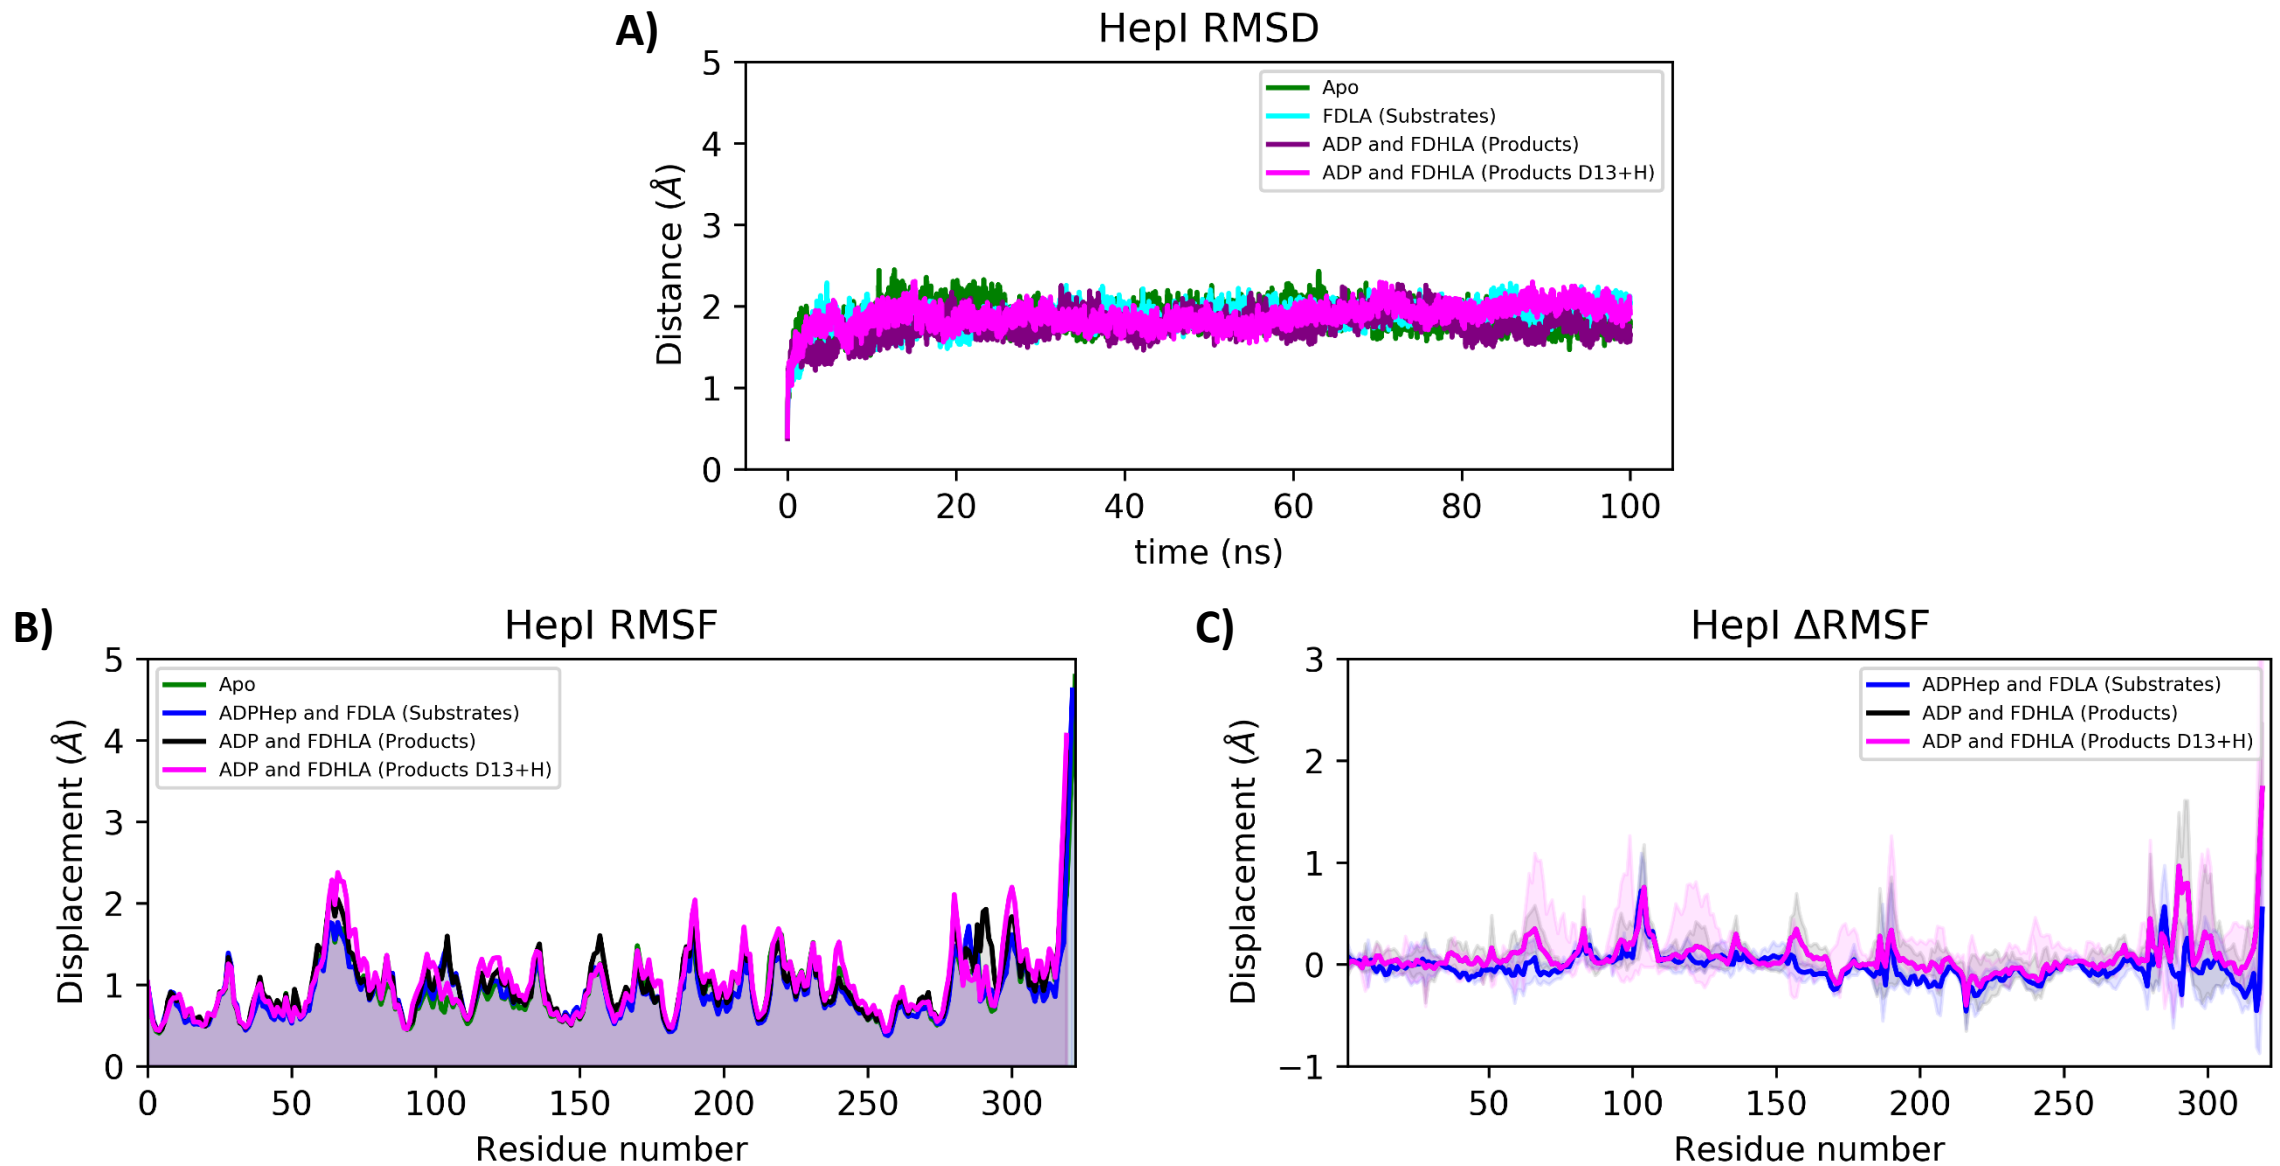 A)
HepI RMSD
5
4
3
2
1
0
Distance (Å)
Apo
FDLA (Substrates)
ADP and FDHLA (Products)
ADP and FDHLA (Products D13+H)
0 20 40 60 80 100
time (ns)
B)
HepI RMSF
5
4
3
2
1
0
Displacement (Å)
Apo
ADPHep and FDLA (Substrates)
ADP and FDHLA (Products)
ADP and FDHLA (Products D13+H)
0 50 100 150 200 250 300
Residue number
C)
HepI ΔRMSF
3
2
1
0
−1
Displacement (Å)
ADPHep and FDLA (Substrates)
ADP and FDHLA (Products)
ADP and FDHLA (Products D13+H)
50 100 150 200 250 300
Residue number